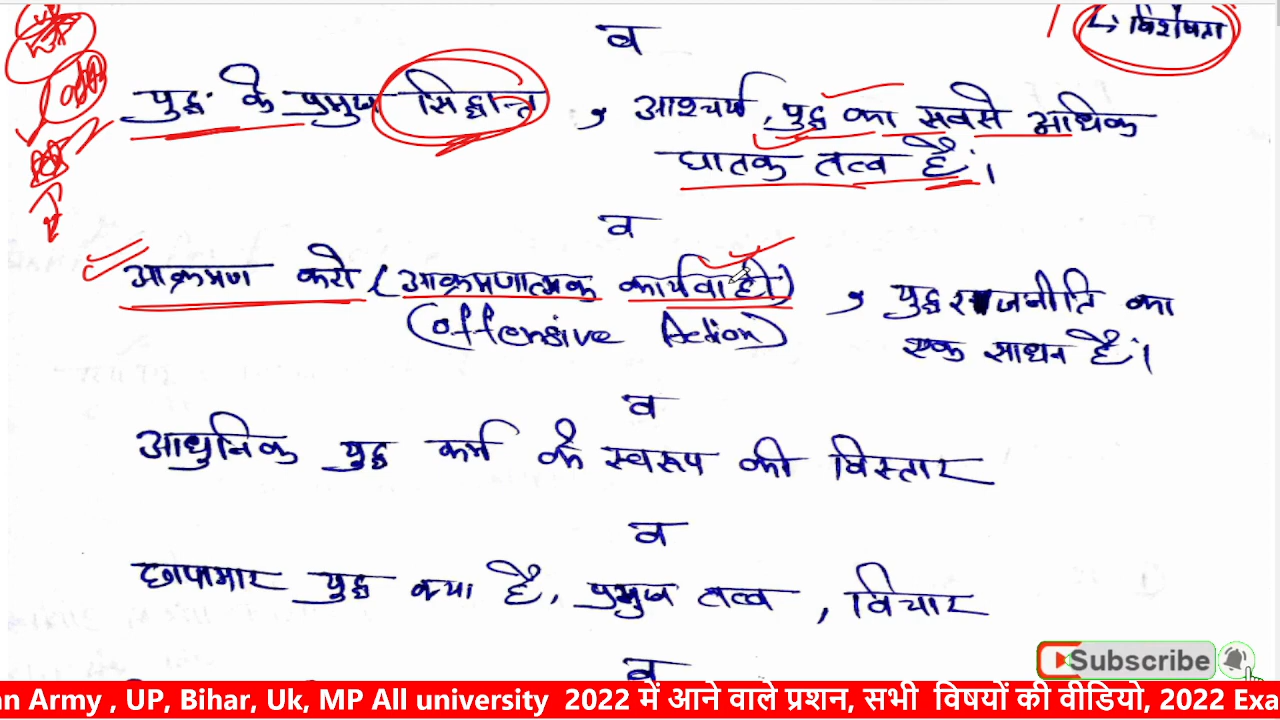 ↳ विशेषता
व
युद्ध के प्रमुख सिद्धान्त , आश्चर्य, युद्ध का सबसे अधिक
घातक तत्व है।
व
आक्रमण करो (आक्रमणात्मक कार्यवाही) , युद्ध राजनीति का
(Offensive Action) एक साधन है।
व
आधुनिक युद्ध कर्म के स्वरूप की विस्तार
व
छापामार युद्ध क्या है, प्रमुख तत्व , विचार
व
Subscribe
an Army , UP, Bihar, Uk, MP All university 2022 में आने वाले प्रशन, सभी विषयों की वीडियो, 2022 Exa